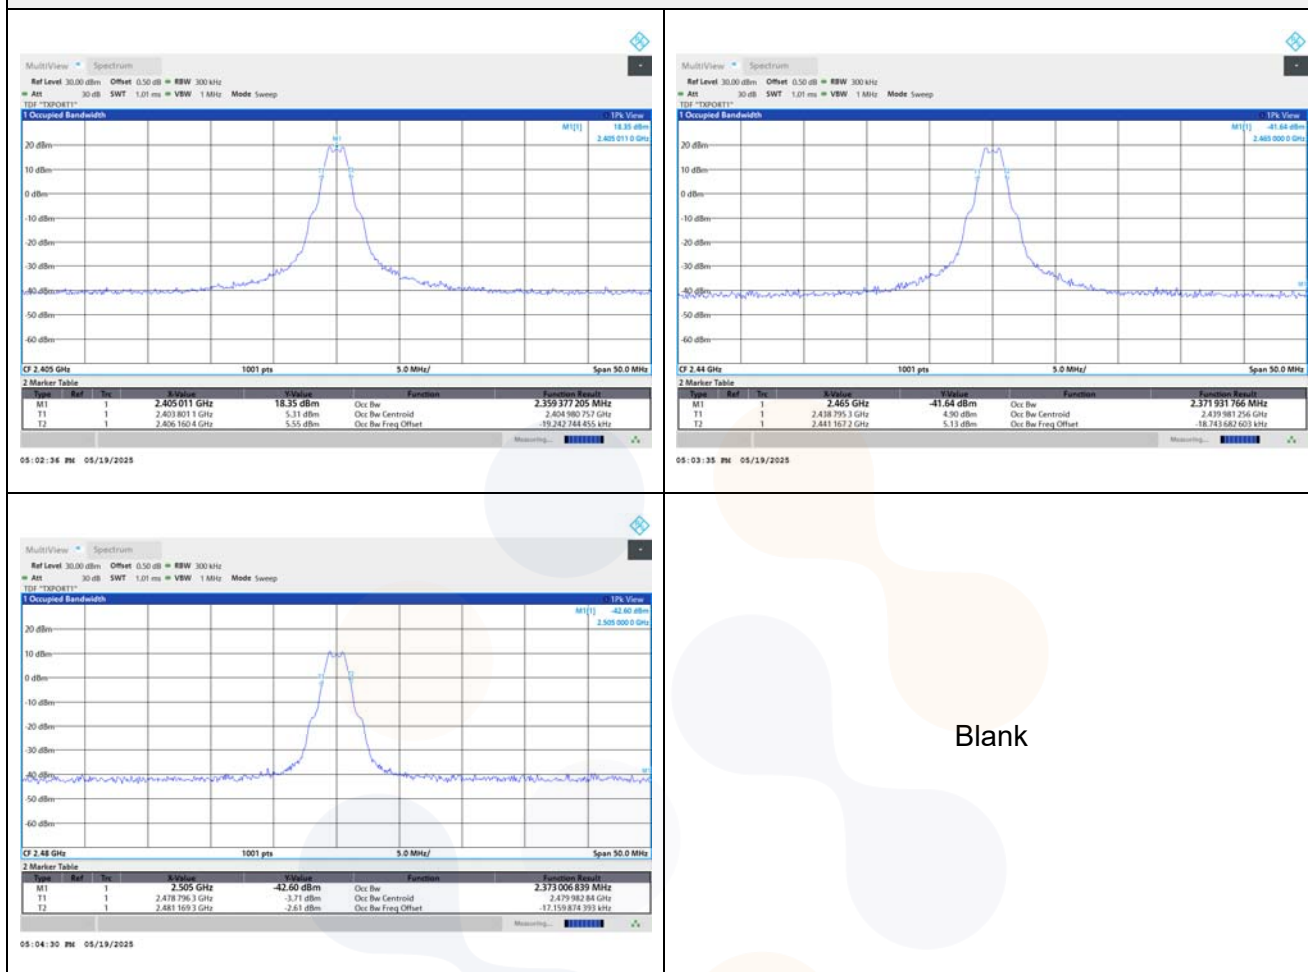 MultiView Spectrum
Ref Level 30.00 dBm Offset 0.50 dB RBW 300 kHz
Att 30 dB SWT 1.01 ms VBW 1 MHz Mode Sweep
TDF "TXPORT1"
1 Occupied Bandwidth 1Pk View
M1[1] 18.35 dBm
2.405 011 0 GHz
M1
20 dBm
10 dBm
0 dBm
-10 dBm
-20 dBm
-30 dBm
-40 dBm
-50 dBm
-60 dBm
CF 2.405 GHz 1001 pts 5.0 MHz/ Span 50.0 MHz
2 Marker Table
Type Ref Trc X-Value Y-Value Function Function Result
M1 1 2.405 011 GHz 18.35 dBm Occ Bw 2.359 377 205 MHz
T1 1 2.403 801 1 GHz 5.31 dBm Occ Bw Centroid 2.404 980 757 GHz
T2 1 2.406 160 4 GHz 5.55 dBm Occ Bw Freq Offset -19.242 744 455 kHz
Measuring...
05:02:36 PM 05/19/2025
MultiView Spectrum
Ref Level 30.00 dBm Offset 0.50 dB RBW 300 kHz
Att 30 dB SWT 1.01 ms VBW 1 MHz Mode Sweep
TDF "TXPORT1"
1 Occupied Bandwidth 1Pk View
M1[1] -41.64 dBm
2.465 000 0 GHz
20 dBm
10 dBm
0 dBm
-10 dBm
-20 dBm
-30 dBm
-40 dBm
-50 dBm
-60 dBm
M1
CF 2.44 GHz 1001 pts 5.0 MHz/ Span 50.0 MHz
2 Marker Table
Type Ref Trc X-Value Y-Value Function Function Result
M1 1 2.465 GHz -41.64 dBm Occ Bw 2.371 931 766 MHz
T1 1 2.438 795 3 GHz 4.90 dBm Occ Bw Centroid 2.439 981 256 GHz
T2 1 2.441 167 2 GHz 5.13 dBm Occ Bw Freq Offset -18.743 682 603 kHz
Measuring...
05:03:35 PM 05/19/2025
MultiView Spectrum
Ref Level 30.00 dBm Offset 0.50 dB RBW 300 kHz
Att 30 dB SWT 1.01 ms VBW 1 MHz Mode Sweep
TDF "TXPORT1"
1 Occupied Bandwidth 1Pk View
M1[1] -42.60 dBm
2.505 000 0 GHz
20 dBm
10 dBm
0 dBm
-10 dBm
-20 dBm
-30 dBm
-40 dBm
-50 dBm
-60 dBm
M1
CF 2.48 GHz 1001 pts 5.0 MHz/ Span 50.0 MHz
2 Marker Table
Type Ref Trc X-Value Y-Value Function Function Result
M1 1 2.505 GHz -42.60 dBm Occ Bw 2.373 006 839 MHz
T1 1 2.478 796 3 GHz -3.71 dBm Occ Bw Centroid 2.479 982 84 GHz
T2 1 2.481 169 3 GHz -2.61 dBm Occ Bw Freq Offset -17.159 874 393 kHz
Measuring...
05:04:30 PM 05/19/2025
Blank